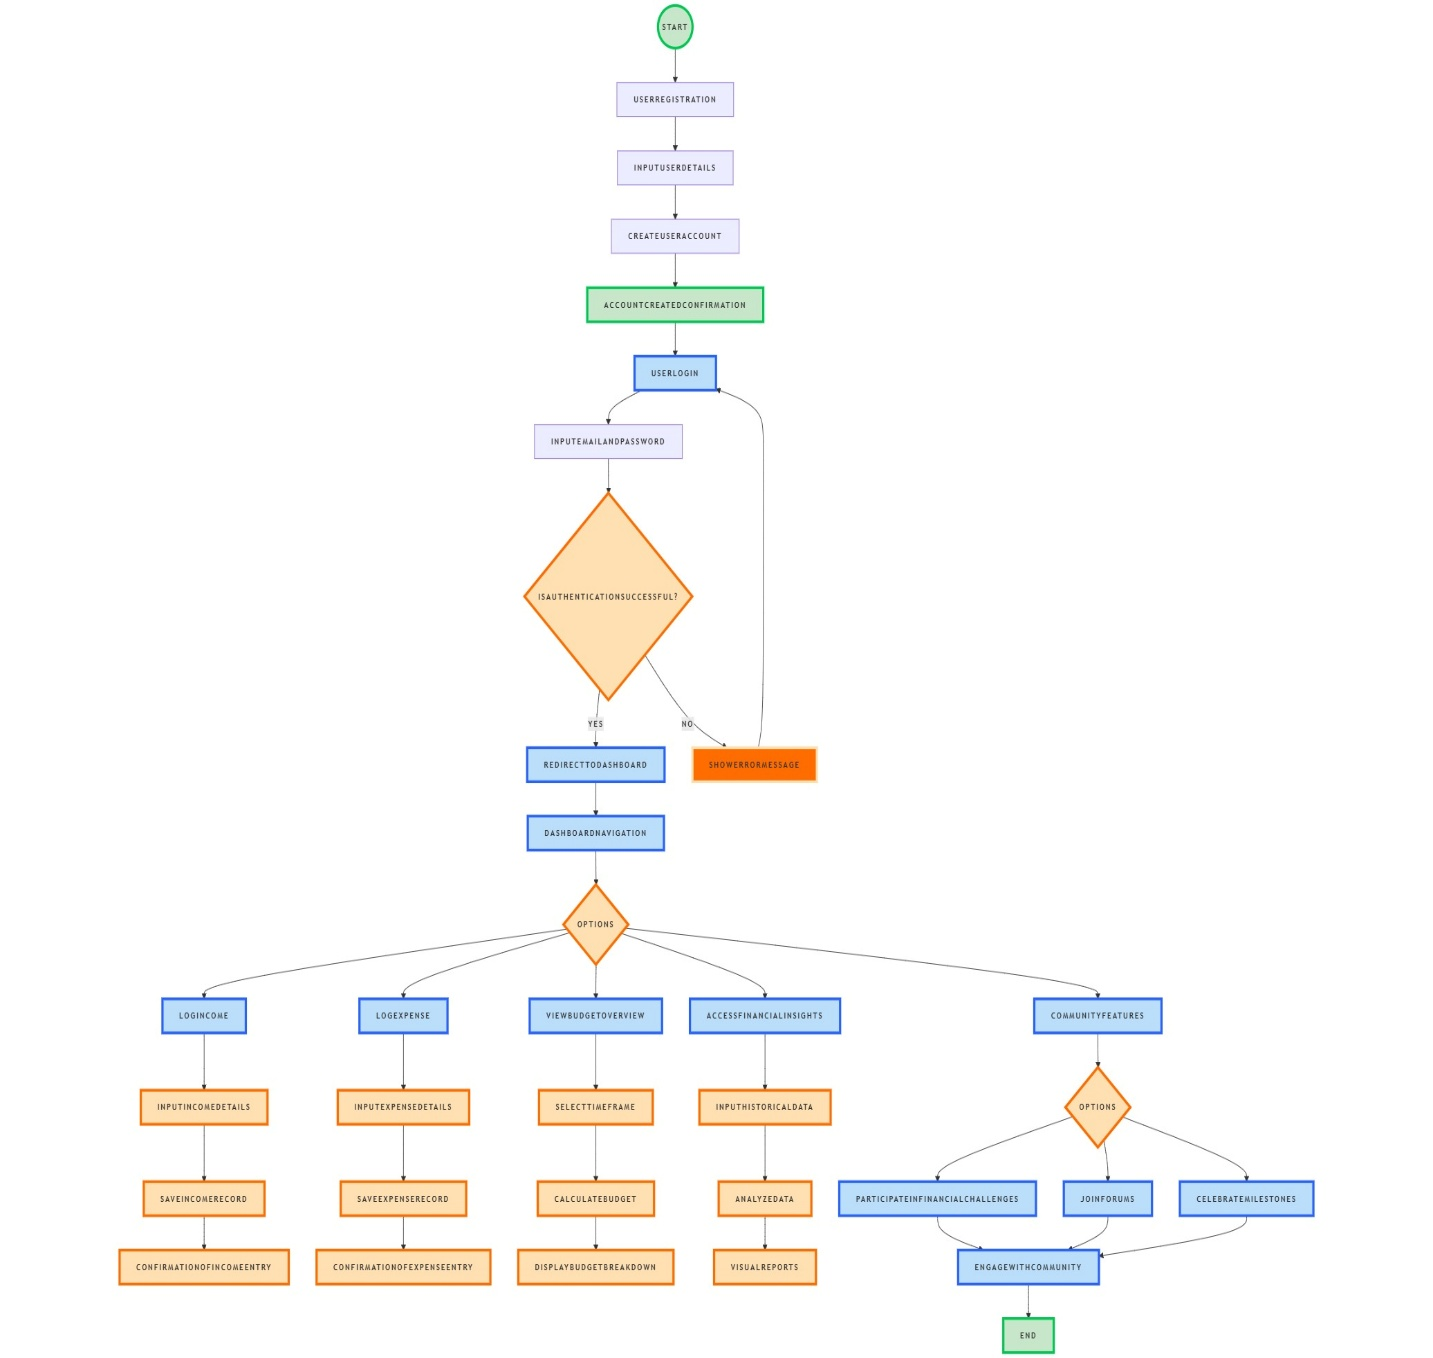 START
USERREGISTRATION
INPUTUSERDETAILS
CREATEUSERACCOUNT
ACCOUNTCREATEDCONFIRMATION
USERLOGIN
INPUTEMAILANDPASSWORD
ISAUTHENTICATIONSUCCESSFUL?
YES
NO
REDIRECTTODASHBOARD
SHOWERRORMESSAGE
DASHBOARDNAVIGATION
OPTIONS
LOGINCOME
LOGEXPENSE
VIEWBUDGETOVERVIEW
ACCESSFINANCIALINSIGHTS
COMMUNITYFEATURES
INPUTINCOMEDETAILS
INPUTEXPENSEDETAILS
SELECTTIMEFRAME
INPUTHISTORICALDATA
OPTIONS
SAVEINCOMERECORD
SAVEEXPENSERECORD
CALCULATEBUDGET
ANALYZEDATA
PARTICIPATEINFINANCIALCHALLENGES
JOINFORUMS
CELEBRATEMILESTONES
CONFIRMATIONOFINCOMEENTRY
CONFIRMATIONOFEXPENSEENTRY
DISPLAYBUDGETBREAKDOWN
VISUALREPORTS
ENGAGEWITHCOMMUNITY
END